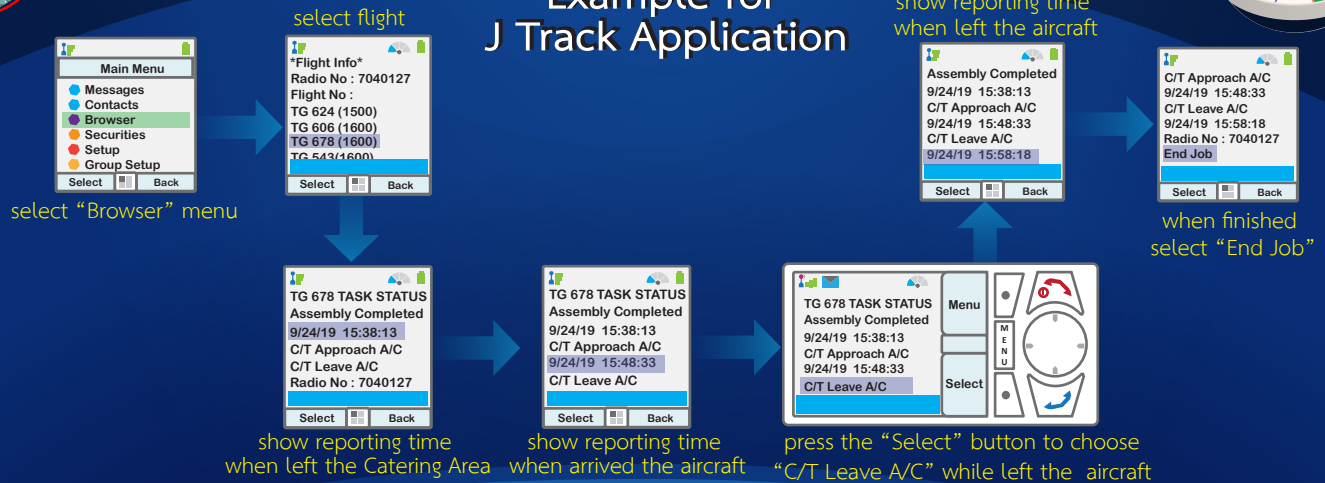 Example for
J Track Application
Main Menu
Messages
Contacts
Browser
Securities
Setup
Group Setup
Select Back
select "Browser" menu
select flight
*Flight Info*
Radio No : 7040127
Flight No :
TG 624 (1500)
TG 606 (1600)
TG 678 (1600)
TG 543(1600)
Select Back
TG 678 TASK STATUS
Assembly Completed
9/24/19 15:38:13
C/T Approach A/C
C/T Leave A/C
Radio No : 7040127
Select Back
show reporting time
when left the Catering Area
TG 678 TASK STATUS
Assembly Completed
9/24/19 15:38:13
C/T Approach A/C
9/24/19 15:48:33
C/T Leave A/C
Select Back
show reporting time
when arrived the aircraft
TG 678 TASK STATUS
Assembly Completed
9/24/19 15:38:13
C/T Approach A/C
9/24/19 15:48:33
C/T Leave A/C
Menu
Select
MENU
press the "Select" button to choose
"C/T Leave A/C" while left the aircraft
show reporting time
when left the aircraft
Assembly Completed
9/24/19 15:38:13
C/T Approach A/C
9/24/19 15:48:33
C/T Leave A/C
9/24/19 15:58:18
Select Back
C/T Approach A/C
9/24/19 15:48:33
C/T Leave A/C
9/24/19 15:58:18
Radio No : 7040127
End Job
Select Back
when finished
select "End Job"